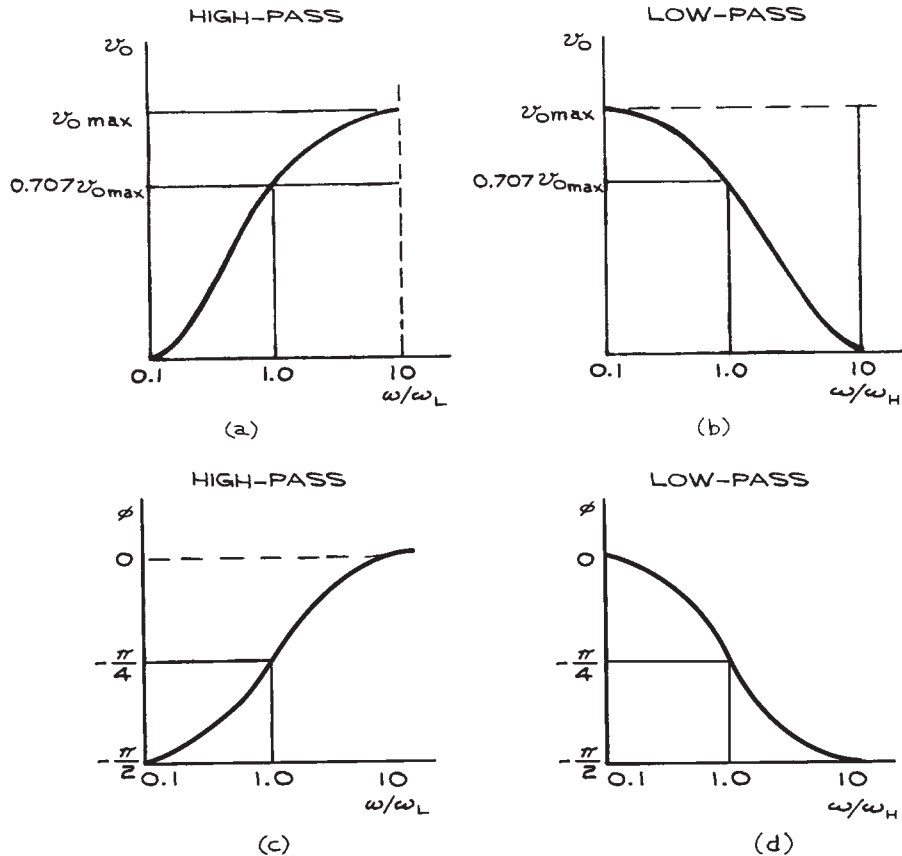 HIGH-PASS
v₀
v₀ max
0.707 v₀max
0.1 1.0 10
ω/ω_L
(a)
LOW-PASS
v₀
v₀max
0.707 v₀max
0.1 1.0 10
ω/ω_H
(b)
HIGH-PASS
ø
0
-π/4
-π/2
0.1 1.0 10
ω/ω_L
(c)
LOW-PASS
ø
0
-π/4
-π/2
0.1 1.0 10
ω/ω_H
(d)